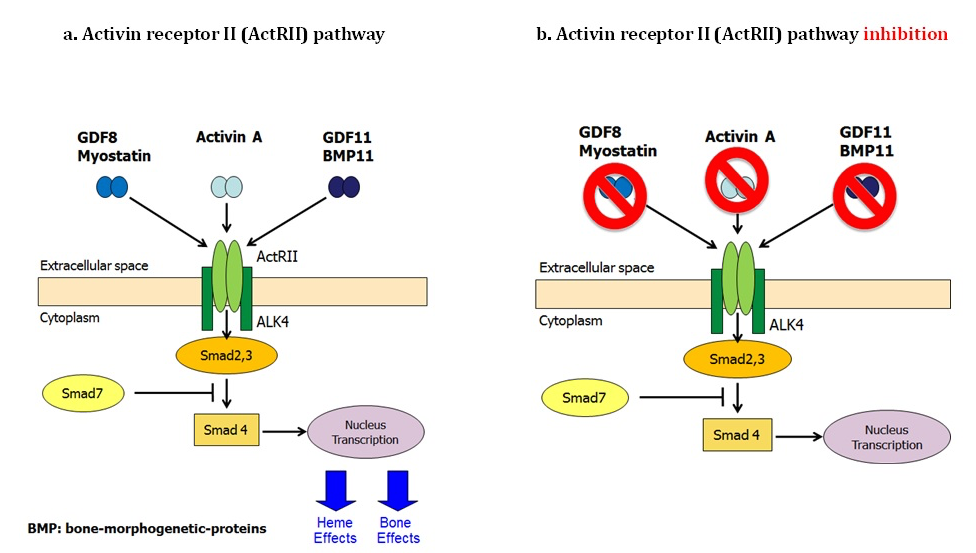 a. Activin receptor II (ActRII) pathway
GDF8
Myostatin
Activin A
GDF11
BMP11
ActRII
Extracellular space
Cytoplasm
ALK4
Smad2,3
Smad7
Smad 4
Nucleus
Transcription
Heme
Effects
Bone
Effects
BMP: bone-morphogenetic-proteins
b. Activin receptor II (ActRII) pathway inhibition
GDF8
Myostatin
Activin A
GDF11
BMP11
Extracellular space
Cytoplasm
ALK4
Smad2,3
Smad7
Smad 4
Nucleus
Transcription